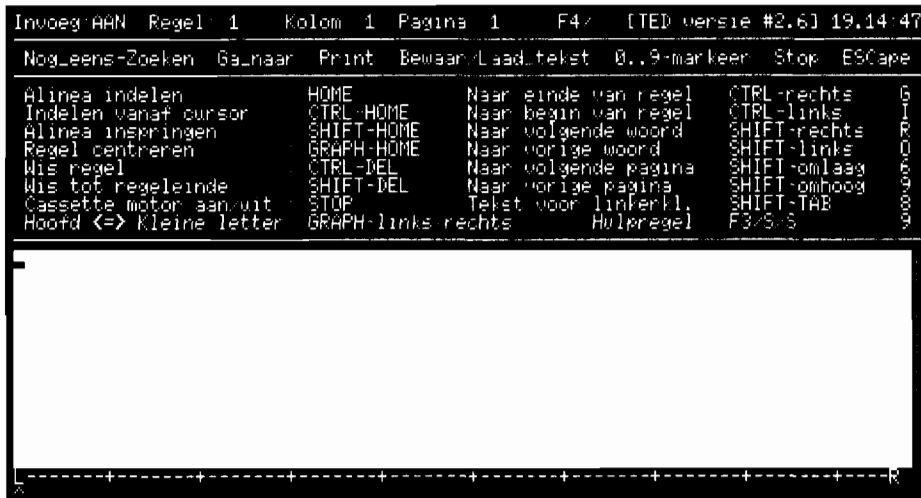 Invoeg:AAN Regel: 1 Kolom 1 Pagina 1 F4/ [TED versie #2.6] 19.14:47
Nog_eens-Zoeken Ga_naar Print Bewaar/Laad_tekst 0..9-markeer Stop ESCape
Alinea indelen HOME Naar einde van regel CTRL-rechts G
Indelen vanaf cursor CTRL-HOME Naar begin van regel CTRL-links I
Alinea inspringen SHIFT-HOME Naar volgende woord SHIFT-rechts R
Regel centreren GRAPH-HOME Naar vorige woord SHIFT-links O
Wis regel CTRL-DEL Naar volgende pagina SHIFT-omlaag 6
Wis tot regeleinde SHIFT-DEL Naar vorige pagina SHIFT-omhoog 9
Cassette motor aan/uit STOP Tekst voor linkerkl. SHIFT-TAB 8
Hoofd <=> Kleine letter GRAPH-links/rechts Hulpregel F3/S/S 9
L---------+---------+---------+---------+---------+---------+---------+---------+---------R
^